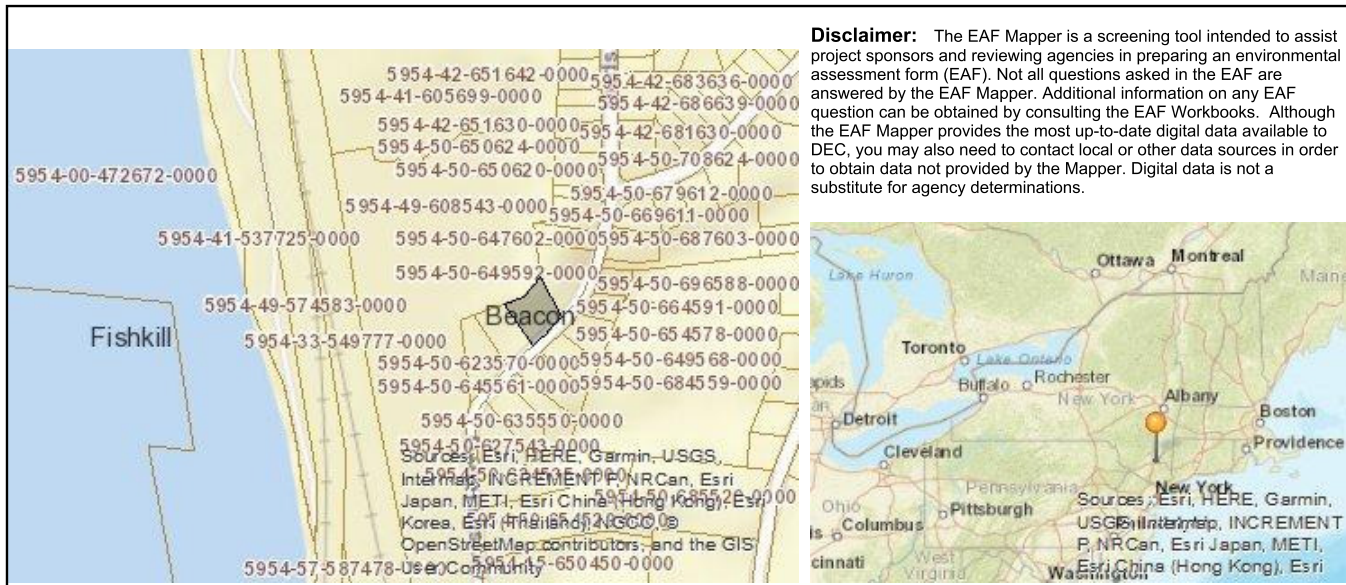 Disclaimer: The EAF Mapper is a screening tool intended to assist
project sponsors and reviewing agencies in preparing an environmental
assessment form (EAF). Not all questions asked in the EAF are
answered by the EAF Mapper. Additional information on any EAF
question can be obtained by consulting the EAF Workbooks.  Although
the EAF Mapper provides the most up-to-date digital data available to
DEC, you may also need to contact local or other data sources in order
to obtain data not provided by the Mapper. Digital data is not a
substitute for agency determinations.
5954-42-651642-0000
5954-42-683636-0000
5954-41-605699-0000
5954-42-686639-0000
5954-42-651630-0000
5954-42-681630-0000
5954-50-650624-0000
5954-50-708624-0000
5954-00-472672-0000
5954-50-650620-0000
5954-50-679612-0000
5954-49-608543-0000
5954-50-669611-0000
5954-41-537725-0000
5954-50-647602-0000
5954-50-687603-0000
5954-50-649592-0000
5954-50-696588-0000
5954-49-574583-0000
5954-50-664591-0000
Beacon
Fishkill
5954-33-549777-0000
5954-50-654578-0000
5954-50-623570-0000
5954-50-649568-0000
5954-50-645561-0000
5954-50-684559-0000
5954-50-635550-0000
5954-50-627543-0000
Sources: Esri, HERE, Garmin, USGS,
Intermap, INCREMENT P, NRCan, Esri
Japan, METI, Esri China (Hong Kong), Esri
Korea, Esri (Thailand), NGCC, ©
OpenStreetMap contributors, and the GIS
User Community
5954-57-587478-0000
650450-0000
Ottawa
Montreal
Lake Huron
Maine
Toronto
Lake Ontario
apids
Buffalo
Rochester
New York
Albany
Detroit
Boston
Providence
Cleveland
Pennsylvania
New York
Ohio
Pittsburgh
Columbus
cinnati
West
Virginia
Washington
Sources: Esri, HERE, Garmin,
USGS, Intermap, INCREMENT
P, NRCan, Esri Japan, METI,
Esri China (Hong Kong), Esri